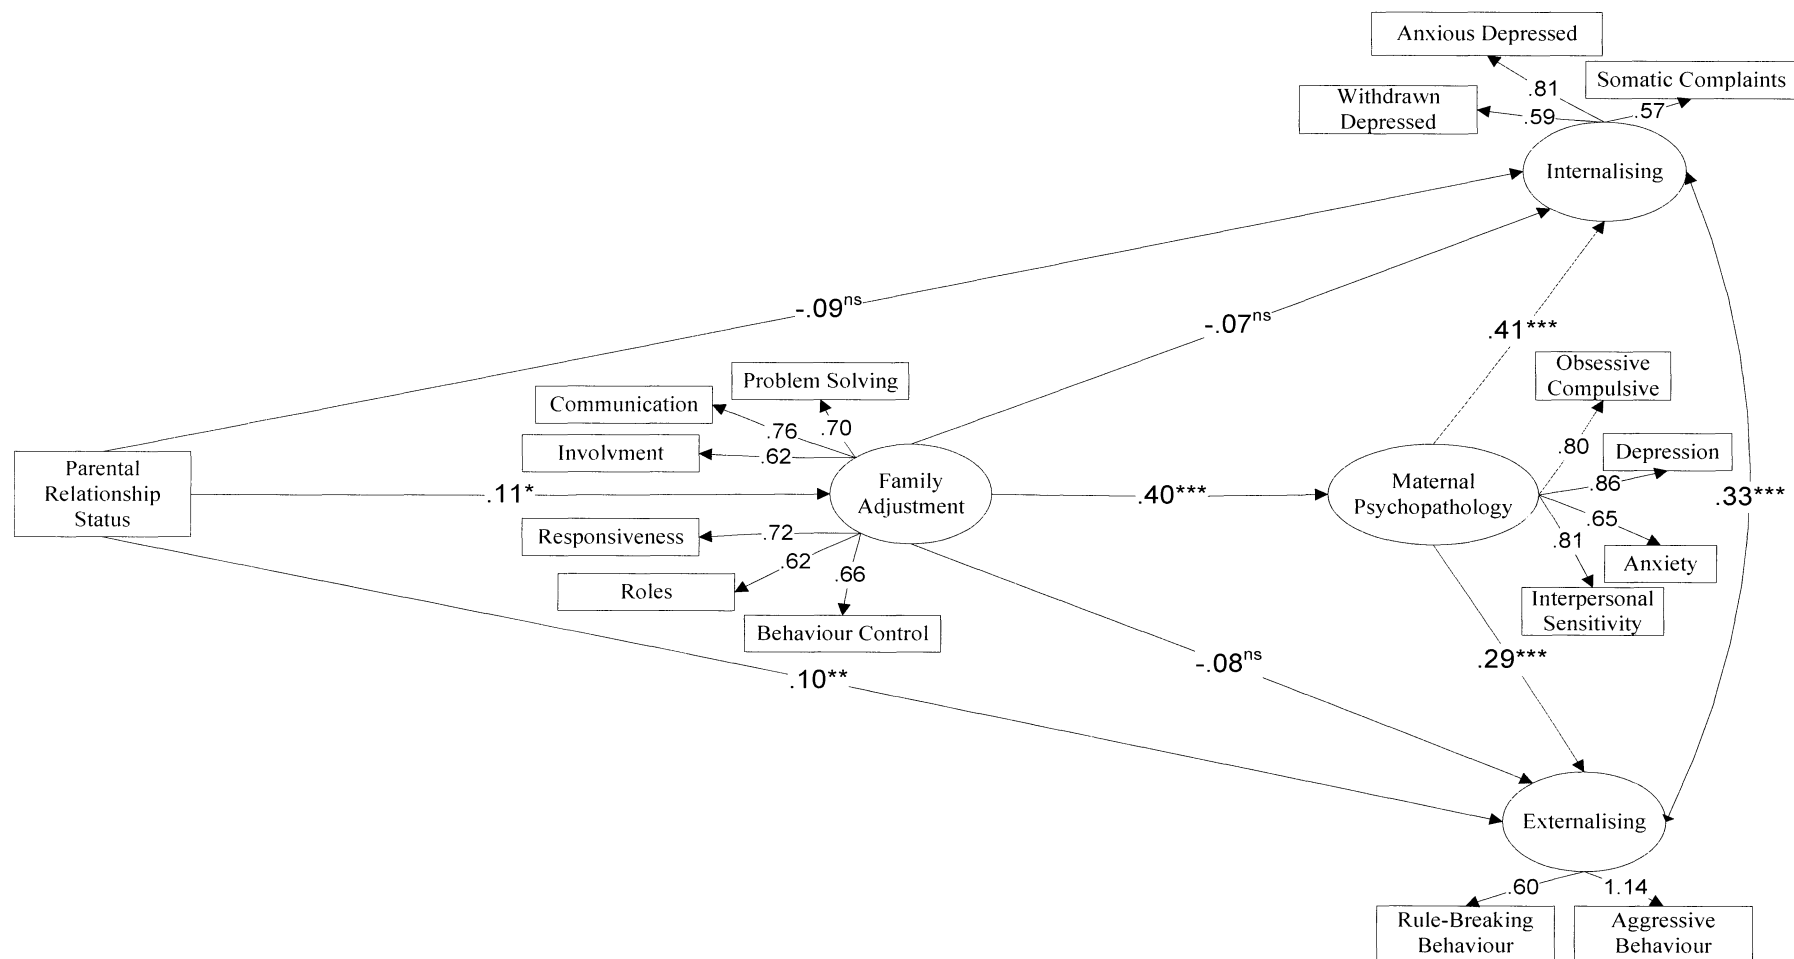 Anxious Depressed
Somatic Complaints
.81
Withdrawn
Depressed
.59
.57
Internalising
-.09ns
-.07ns
.41***
Obsessive
Compulsive
Problem Solving
Communication
.76
.70
.80
Involvment
.62
Depression
.86
Parental
Relationship
Status
.11*
Family
Adjustment
.40***
Maternal
Psychopathology
.33***
.65
Responsiveness
.72
.81
Anxiety
.62
.66
Roles
Interpersonal
Sensitivity
Behaviour Control
-.08ns
.29***
.10**
Externalising
.60
1.14
Rule-Breaking
Behaviour
Aggressive
Behaviour